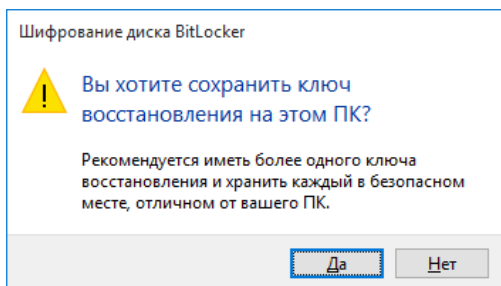 Шифрование диска BitLocker
Вы хотите сохранить ключ
восстановления на этом ПК?
Рекомендуется иметь более одного ключа
восстановления и хранить каждый в безопасном
месте, отличном от вашего ПК.
Да Нет